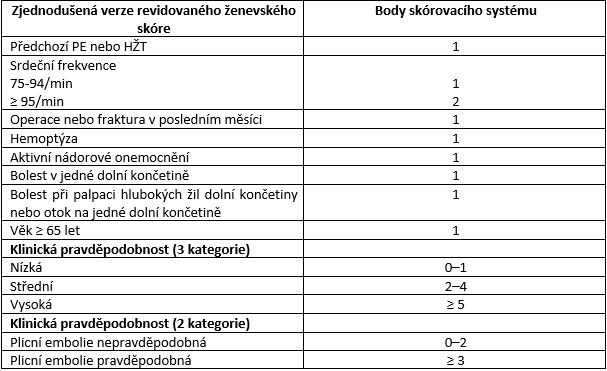 Zjednodušená verze revidovaného ženevského
skóre
Body skórovacího systému
Předchozí PE nebo HŽT 1
Srdeční frekvence
75-94/min 1
≥ 95/min 2
Operace nebo fraktura v posledním měsíci 1
Hemoptýza 1
Aktivní nádorové onemocnění 1
Bolest v jedné dolní končetině 1
Bolest při palpaci hlubokých žil dolní končetiny 1
nebo otok na jedné dolní končetině
Věk ≥ 65 let 1
Klinická pravděpodobnost (3 kategorie)
Nízká 0–1
Střední 2–4
Vysoká ≥ 5
Klinická pravděpodobnost (2 kategorie)
Plicní embolie nepravděpodobná 0–2
Plicní embolie pravděpodobná ≥ 3